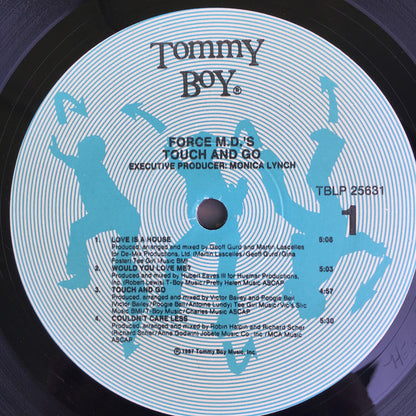 TOMMY
BOY®
FORCE M.D.'S
TOUCH AND GO
EXECUTIVE PRODUCER: MONICA LYNCH
TBLP 25631
1
1. LOVE IS A HOUSE 5:08
Produced, arranged and mixed by Geoff Gurd and Martin Lascelles
for De-Mix Productions, Ltd. (Martin Lascelles/Geoff Gurd/Gina
Foster) Tee Girl Music BMI
2. WOULD YOU LOVE ME? 5:03
Produced and mixed by Hubert Eaves III for Huemar Productions,
Inc. (Robert Lewis) T-Boy Music/Pretty Helen Music ASCAP
3. TOUCH AND GO 4:57
Produced, arranged and mixed by Victor Bailey and Poogie Bell
(Victor Bailey/Poogie Bell/Antoine Lundy) Tee Girl Music/Vic's Slic
Music BMI/T-Boy Music/Charles Music ASCAP
4. COULDN'T CARE LESS 5:30
Produced, arranged and mixed by Robin Halpin and Richard Scher
(Richard Scher/Anne Godwin) Jobete Music Co. Inc./MCA Music
ASCAP
℗1987 Tommy Boy Music, Inc.